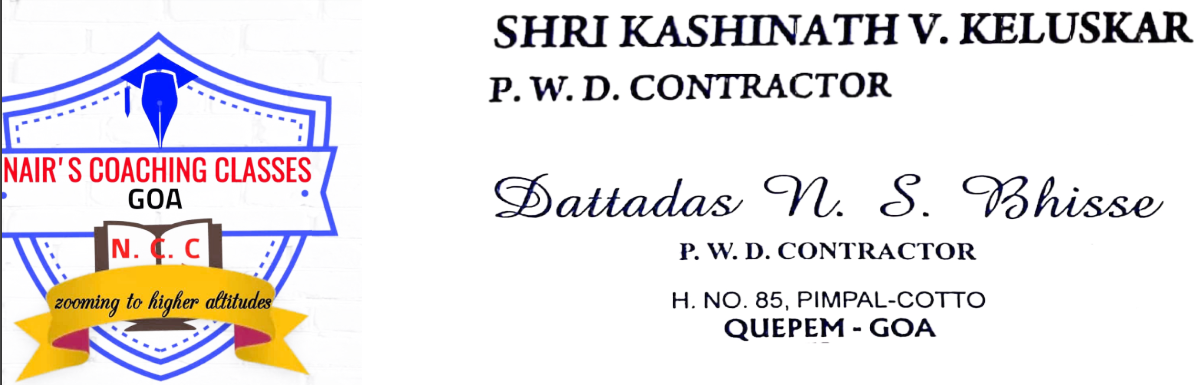 NAIR'S COACHING CLASSES
GOA
N. C. C
zooming to higher altitudes
SHRI KASHINATH V. KELUSKAR
P. W. D. CONTRACTOR
Dattadas N. S. Bhisse
P. W. D. CONTRACTOR
H. NO. 85, PIMPAL-COTTO
QUEPEM - GOA